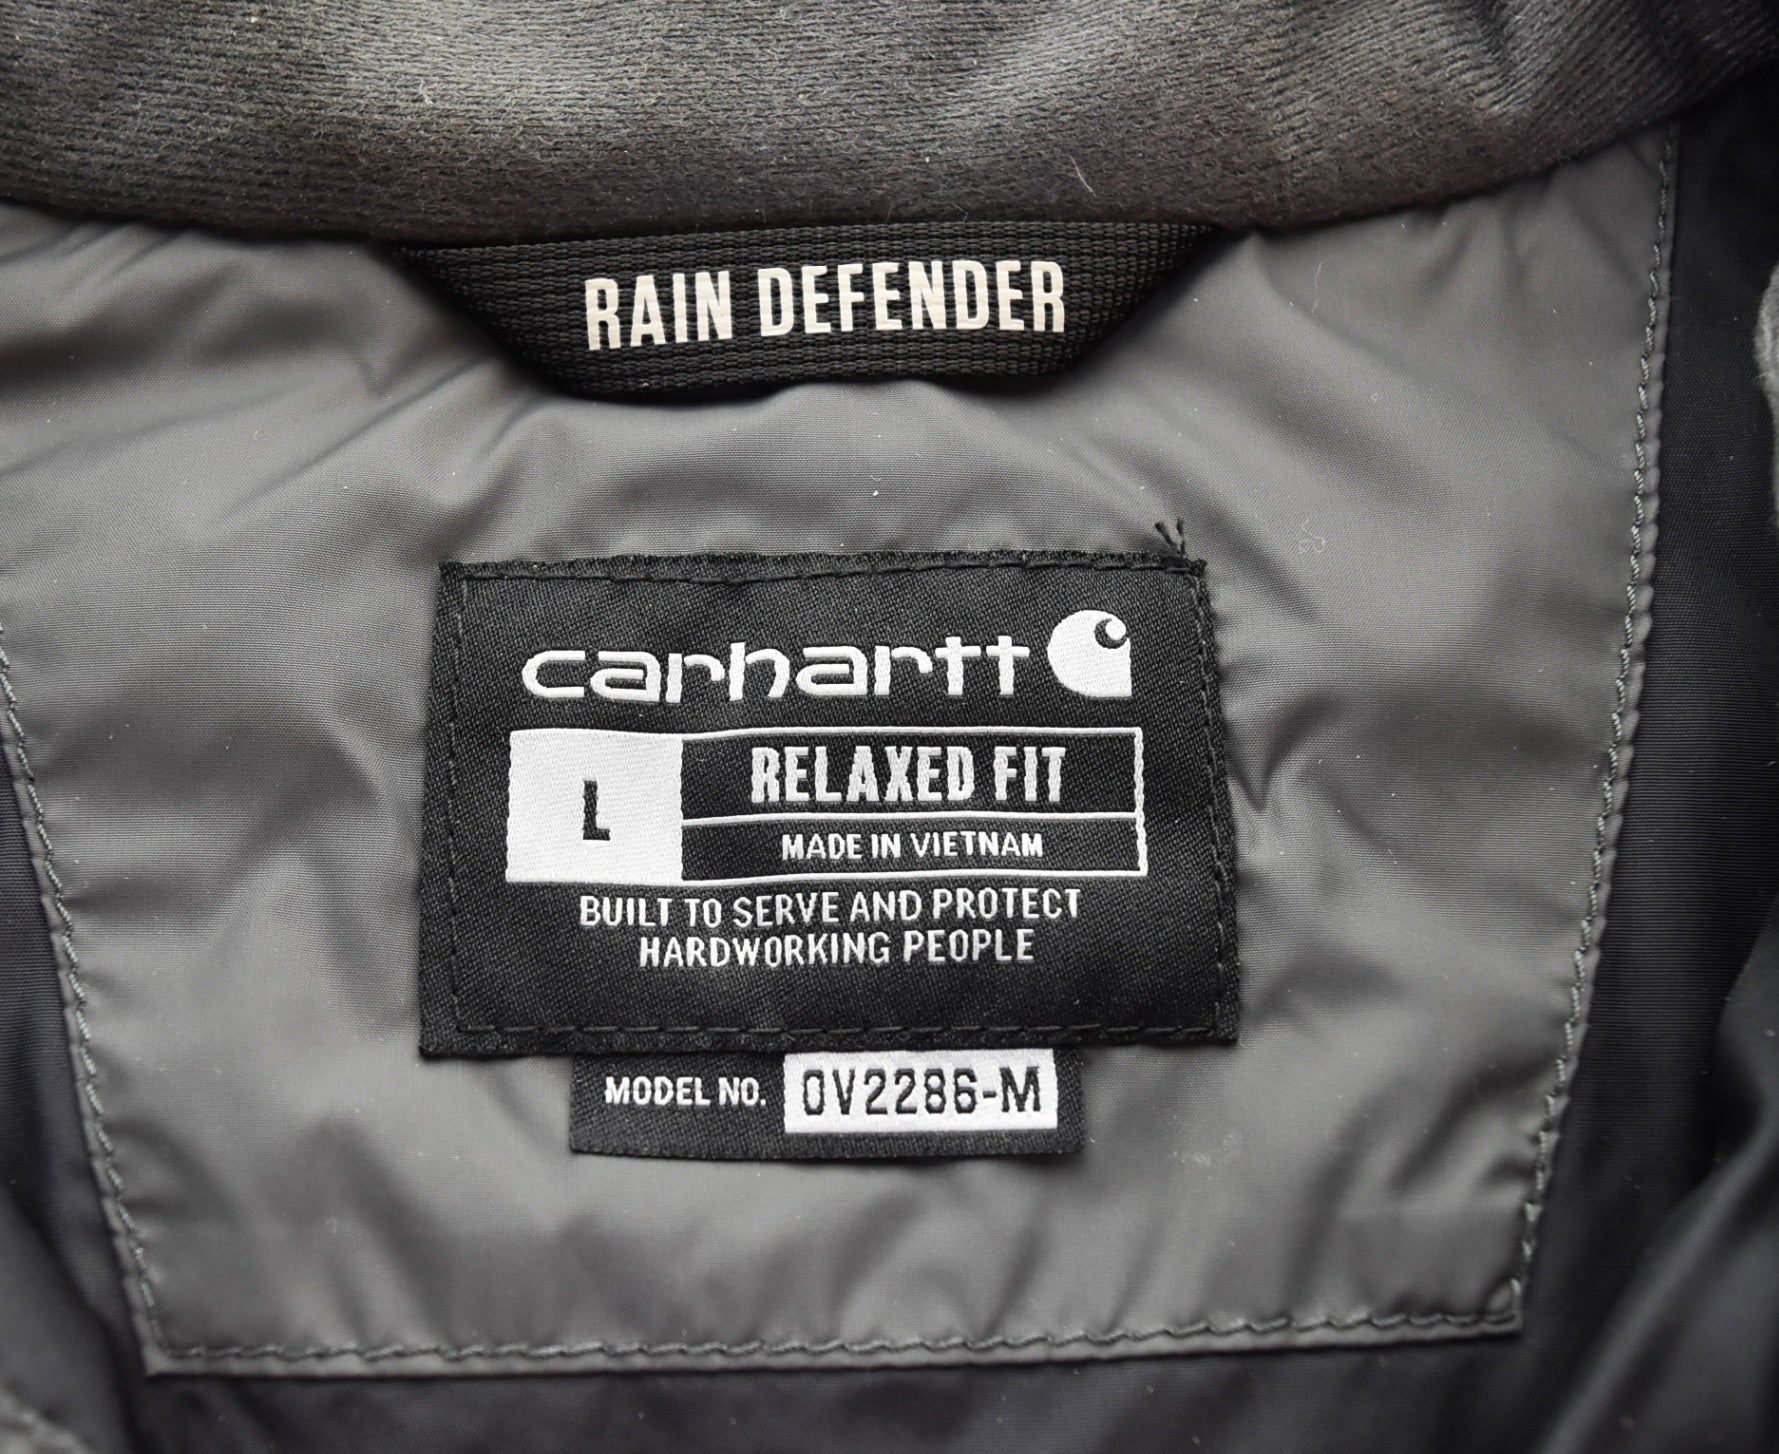 RAIN DEFENDER
carhartt
L
RELAXED FIT
MADE IN VIETNAM
BUILT TO SERVE AND PROTECT
HARDWORKING PEOPLE
MODEL NO. OV2286-M